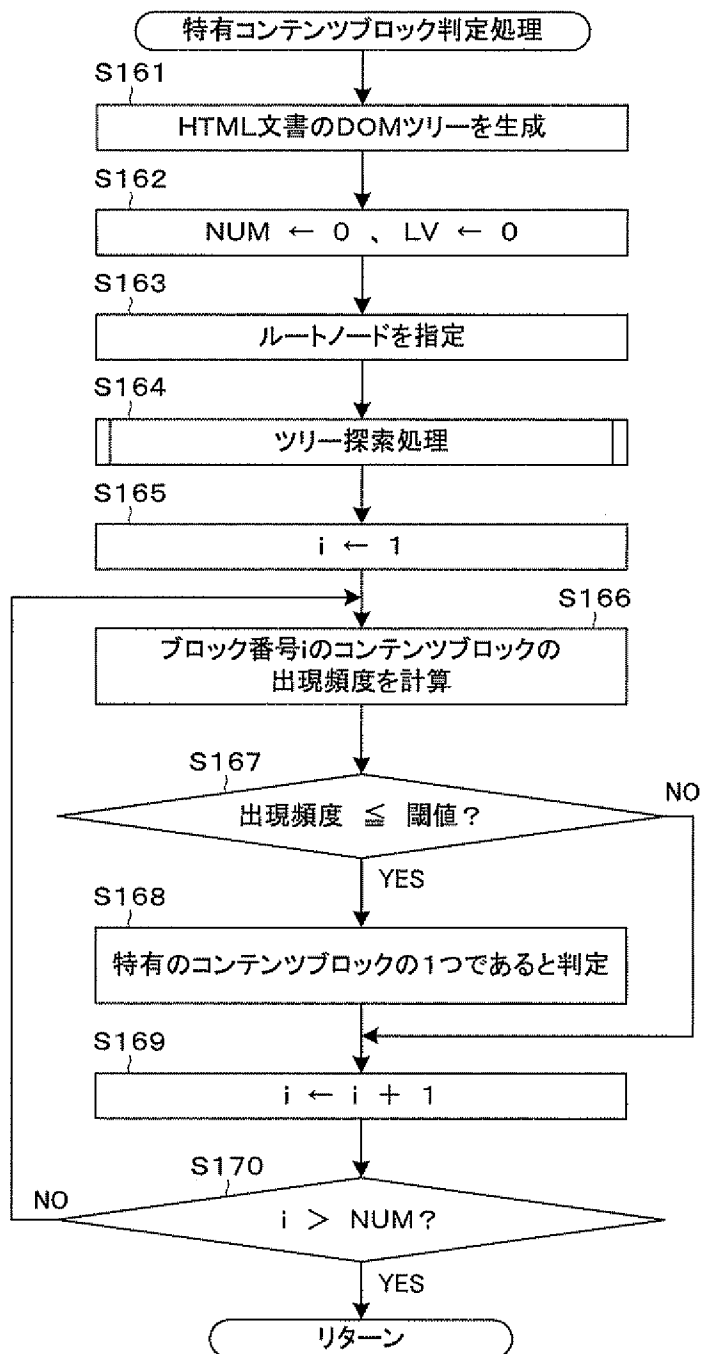 特有コンテンツブロック判定処理
S161
HTML文書のDOMツリーを生成
S162
NUM ← 0 、 LV ← 0
S163
ルートノードを指定
S164
ツリー探索処理
S165
i ← 1
S166
ブロック番号iのコンテンツブロックの
出現頻度を計算
S167
出現頻度 ≦ 閾値?
NO
YES
S168
特有のコンテンツブロックの1つであると判定
S169
i ← i + 1
S170
NO
i > NUM?
YES
リターン